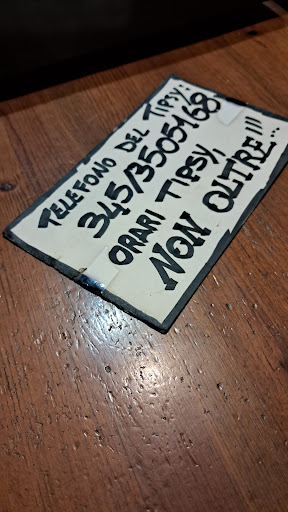 TELEFONO DEL TIPSY:
345/3505168
ORARI TIPSY,
NON OLTRE!!!...